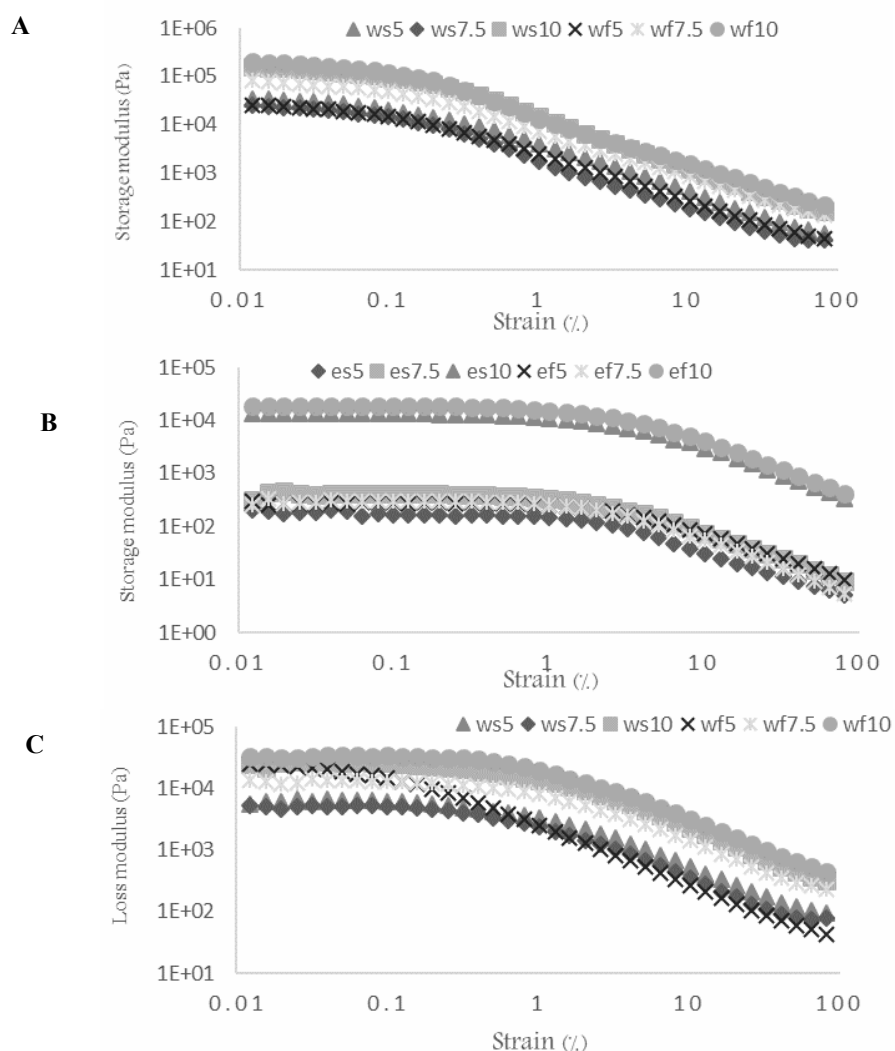 A
ws5 ws7.5 ws10 wf5 wf7.5 wf10
Storage modulus (Pa)
1E+06
1E+05
1E+04
1E+03
1E+02
1E+01
0.01 0.1 1 10 100
Strain (%)
B
es5 es7.5 es10 ef5 ef7.5 ef10
Storage modulus (Pa)
1E+05
1E+04
1E+03
1E+02
1E+01
1E+00
0.01 0.1 1 10 100
Strain (%)
C
ws5 ws7.5 ws10 wf5 wf7.5 wf10
Loss modulus (Pa)
1E+05
1E+04
1E+03
1E+02
1E+01
0.01 0.1 1 10 100
Strain (%)